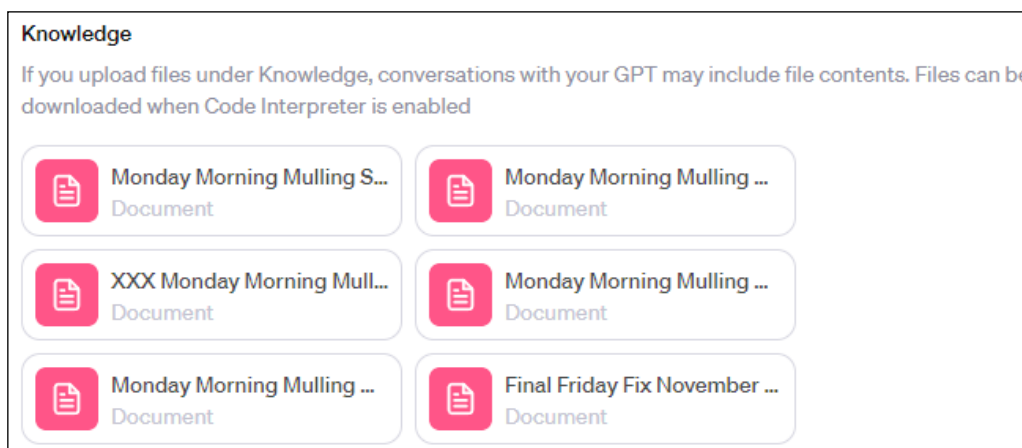 Knowledge
If you upload files under Knowledge, conversations with your GPT may include file contents. Files can be
downloaded when Code Interpreter is enabled
Monday Morning Mulling S...
Document
Monday Morning Mulling ...
Document
XXX Monday Morning Mull...
Document
Monday Morning Mulling ...
Document
Monday Morning Mulling ...
Document
Final Friday Fix November ...
Document